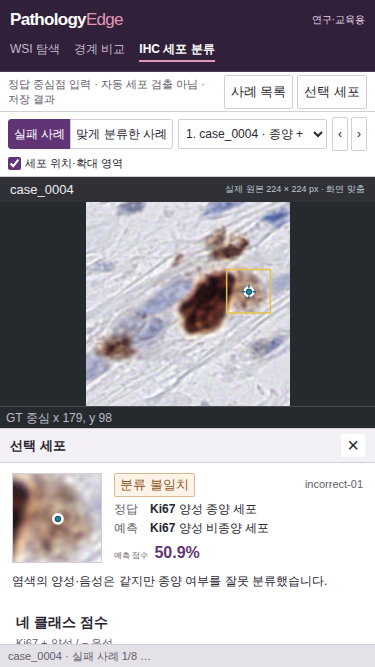 PathologyEdge
연구·교육용
WSI 탐색 경계 비교 IHC 세포 분류
정답 중심점 입력 · 자동 세포 검출 아님 ·
저장 결과
사례 목록 선택 세포
실패 사례 맞게 분류한 사례 1. case_0004 · 종양 + ‹ ›
세포 위치·확대 영역
case_0004
실제 원본 224 × 224 px · 화면 맞춤
GT 중심 x 179, y 98
선택 세포 ×
분류 불일치 incorrect-01
정답 Ki67 양성 종양 세포
예측 Ki67 양성 비종양 세포
예측 점수 50.9%
염색의 양성·음성은 같지만 종양 여부를 잘못 분류했습니다.
네 클래스 점수
Ki67 + 양성 / − 음성
case_0004 · 실패 사례 1/8 …